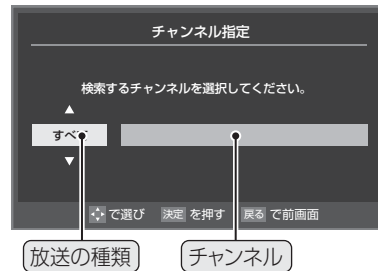 チャンネル指定
検索するチャンネルを選択してください。
すべて
で選び 決定 を押す 戻る で前画面
放送の種類 チャンネル